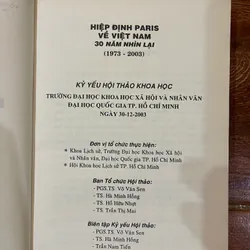 HIỆP ĐỊNH PARIS
VỀ VIỆT NAM
30 NĂM NHÌN LẠI
(1973 - 2003)
KỶ YẾU HỘI THẢO KHOA HỌC
TRƯỜNG ĐẠI HỌC KHOA HỌC XÃ HỘI VÀ NHÂN VĂN
ĐẠI HỌC QUỐC GIA TP. HỒ CHÍ MINH
NGÀY 30-12-2003
Đơn vị tổ chức thực hiện:
* Khoa Lịch sử, Trường Đại học Khoa học Xã hội
và Nhân văn, Đại học Quốc gia TP. Hồ Chí Minh
* Hội Khoa học Lịch sử TP. Hồ Chí Minh
Ban Tổ chức Hội thảo:
- PGS.TS. Võ Văn Sen
- TS. Hà Minh Hồng
- TS. Hồ Hữu Nhựt
- TS. Trần Thị Mai
Biên tập Kỷ yếu Hội thảo:
- PGS.TS. Võ Văn Sen
- TS. Hà Minh Hồng
- Trần Nam Tiến